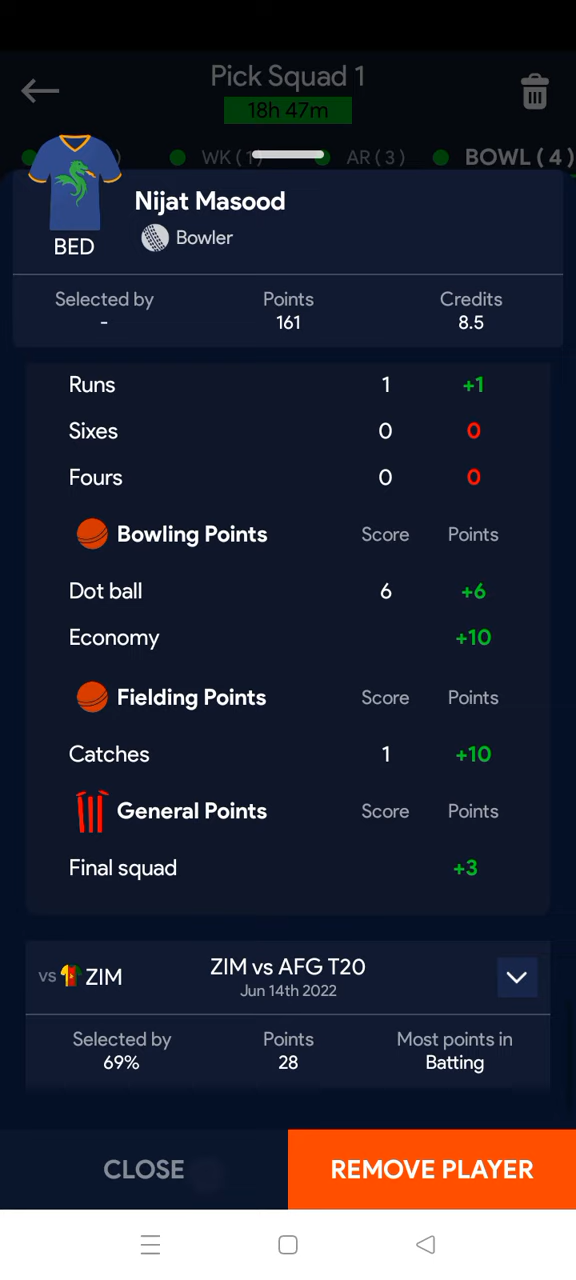 Pick Squad 1
18h 47m
WK ( 1 AR ( 3 ) BOWL ( 4 )
Nijat Masood
BED Bowler
Selected by Points Credits
- 161 8.5
Runs 1 +1
Sixes 0 0
Fours 0 0
Bowling Points Score Points
Dot ball 6 +6
Economy +10
Fielding Points Score Points
Catches 1 +10
General Points Score Points
Final squad +3
vs ZIM ZIM vs AFG T20
Jun 14th 2022
Selected by Points Most points in
69% 28 Batting
CLOSE REMOVE PLAYER